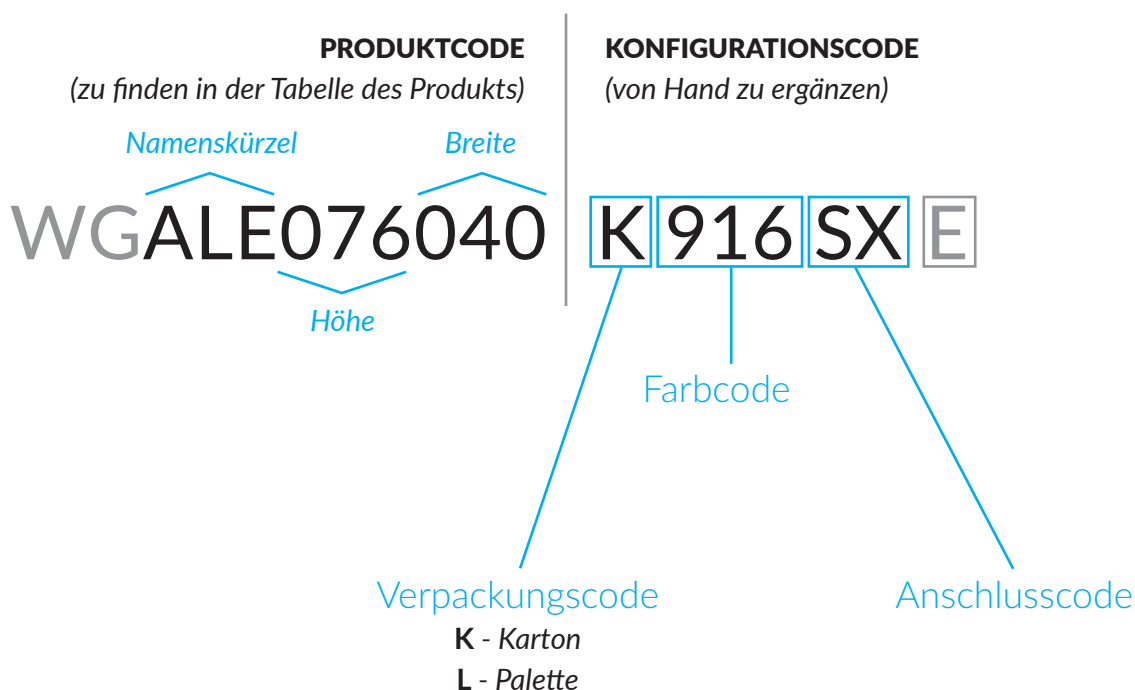 PRODUKTCODE
(zu finden in der Tabelle des Produkts)
KONFIGURATIONSCODE
(von Hand zu ergänzen)
Namenskürzel
Breite
WGALE076040 K 916 SX E
Höhe
Farbcode
Verpackungscode
K - Karton
L - Palette
Anschlusscode